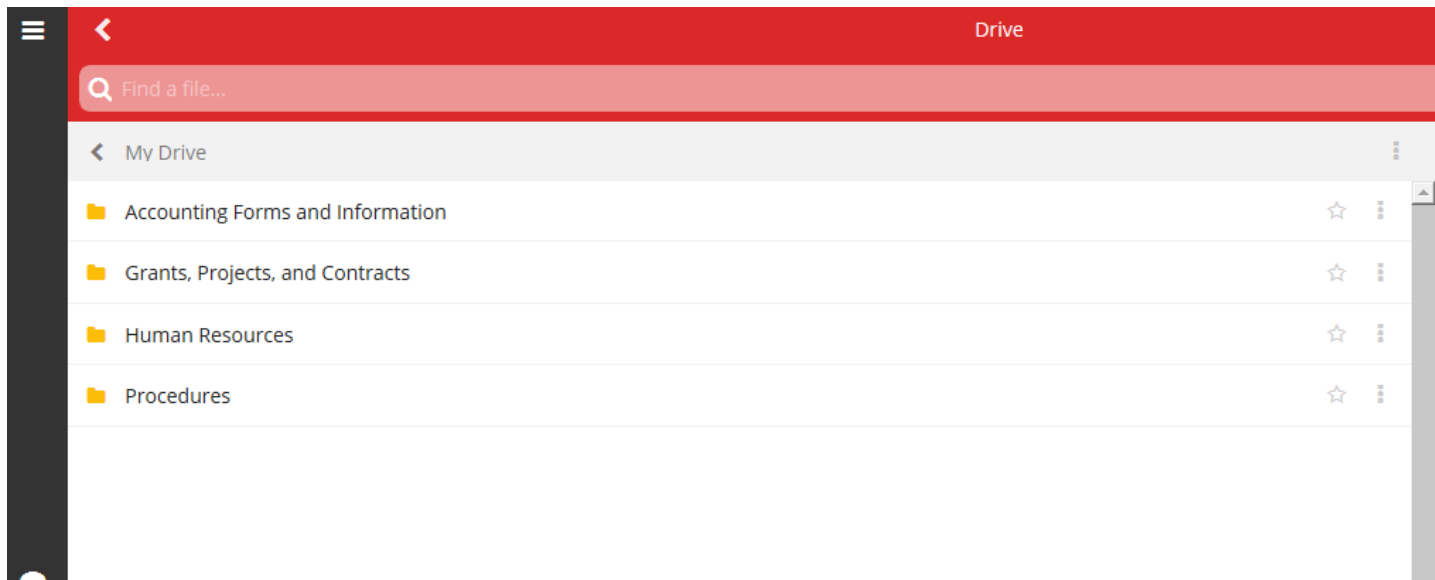 Drive
Find a file...
My Drive
Accounting Forms and Information
Grants, Projects, and Contracts
Human Resources
Procedures